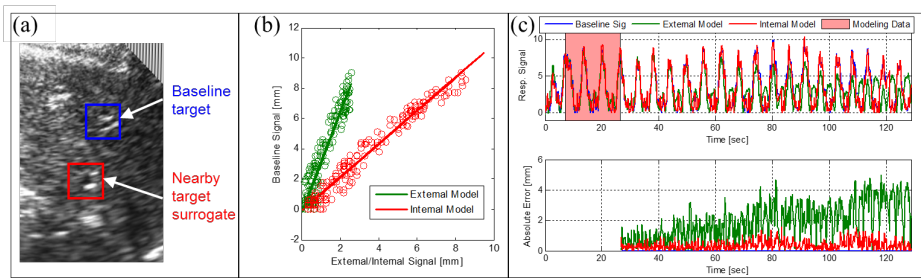 (a)
Baseline
target
Nearby
target
surrogate
(b)
Baseline Signal [mm]
12
10
8
6
4
2
0
-2
0 2 4 6 8 10
External/Internal Signal [mm]
External Model
Internal Model
(c)
Baseline Sig External Model Internal Model Modeling Data
Resp. Signal
10
5
0
0 20 40 60 80 100 120
Time [sec]
Absolute Error [mm]
6
4
2
0
0 20 40 60 80 100 120
Time [sec]